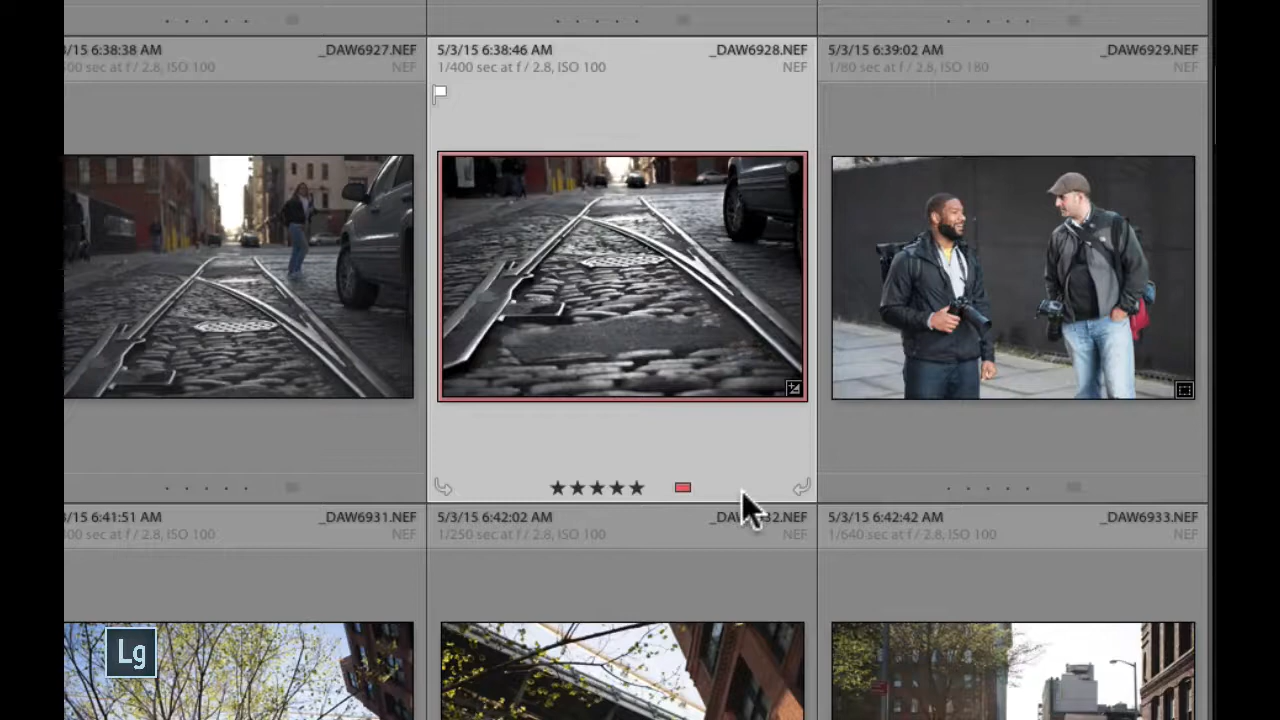 /15 6:38:38 AM _DAW6927.NEF
00 sec at f / 2.8, ISO 100 NEF
5/3/15 6:38:46 AM _DAW6928.NEF
1/400 sec at f / 2.8, ISO 100 NEF
5/3/15 6:39:02 AM _DAW6929.NEF
1/80 sec at f / 2.8, ISO 180 NEF
/15 6:41:51 AM _DAW6931.NEF
00 sec at f / 2.8, ISO 100 NEF
5/3/15 6:42:02 AM _DA 32.NEF
1/250 sec at f / 2.8, ISO 100 NEF
5/3/15 6:42:42 AM _DAW6933.NEF
1/640 sec at f / 2.8, ISO 100 NEF
Lg